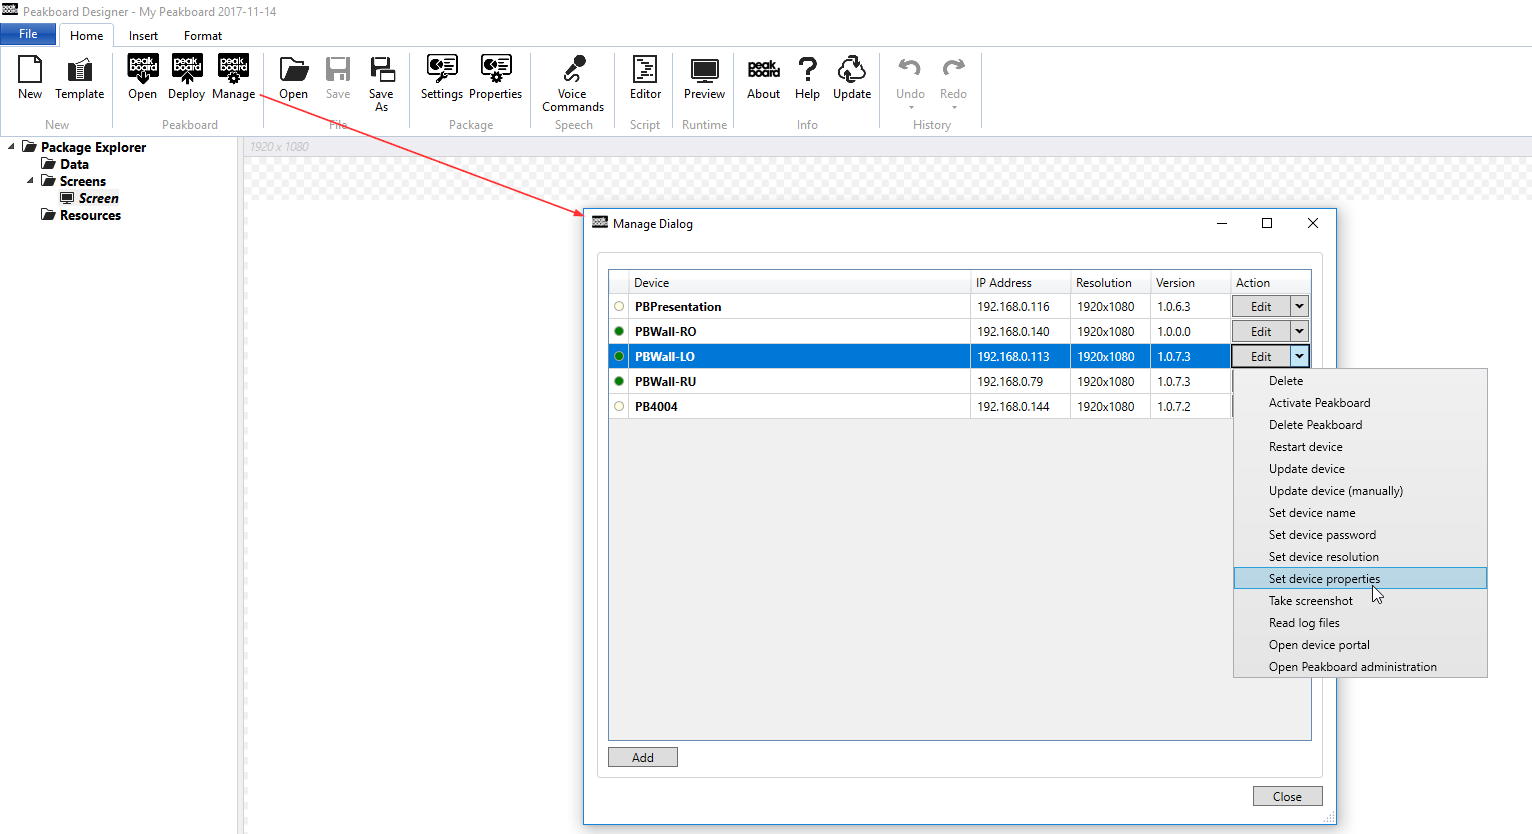 Peakboard Designer - My Peakboard 2017-11-14
File Home Insert Format
New Template Open Deploy Manage Open Save Save As Settings Properties Voice Commands Editor Preview About Help Update Undo Redo
New Peakboard File Package Speech Script Runtime Info History
Package Explorer
Data
Screens
Screen
Resources
1920 x 1080
Manage Dialog
Device IP Address Resolution Version Action
PBPresentation 192.168.0.116 1920x1080 1.0.6.3 Edit
PBWall-RO 192.168.0.140 1920x1080 1.0.0.0 Edit
PBWall-LO 192.168.0.113 1920x1080 1.0.7.3 Edit
PBWall-RU 192.168.0.79 1920x1080 1.0.7.3
PB4004 192.168.0.144 1920x1080 1.0.7.2
Delete
Activate Peakboard
Delete Peakboard
Restart device
Update device
Update device (manually)
Set device name
Set device password
Set device resolution
Set device properties
Take screenshot
Read log files
Open device portal
Open Peakboard administration
Add
Close